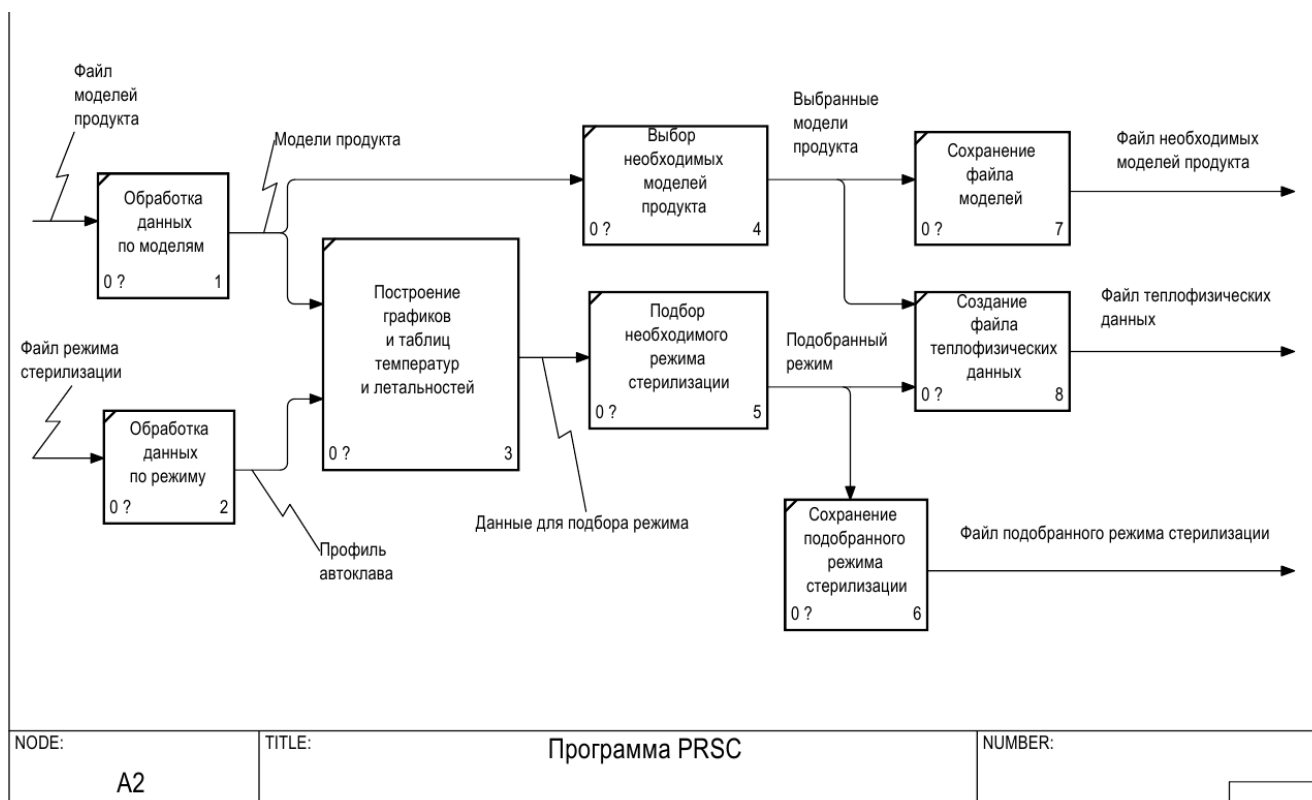 Файл
моделей
продукта
Модели продукта
Обработка
данных
по моделям
0 ? 1
Файл режима
стерилизации
Обработка
данных
по режиму
0 ? 2
Профиль
автоклава
Построение
графиков
и таблиц
температур
и летальностей
0 ? 3
Данные для подбора режима
Выбор
необходимых
моделей
продукта
0 ? 4
Выбранные
модели
продукта
Подбор
необходимого
режима
стерилизации
0 ? 5
Подобранный
режим
Сохранение
файла
моделей
0 ? 7
Файл необходимых
моделей продукта
Создание
файла
теплофизических
данных
0 ? 8
Файл теплофизических
данных
Сохранение
подобранного
режима
стерилизации
0 ? 6
Файл подобранного режима стерилизации
NODE:
A2
TITLE:
Программа PRSC
NUMBER: